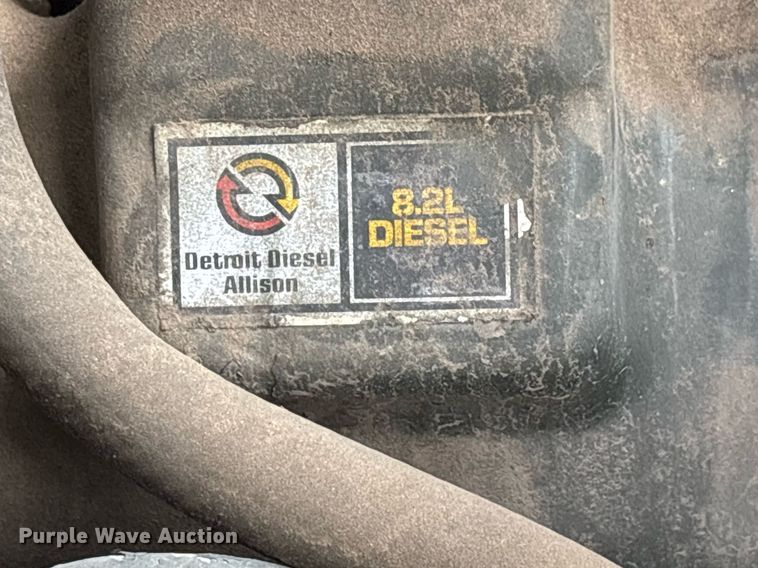 Detroit Diesel
Allison
8.2L
DIESEL
Purple Wave Auction